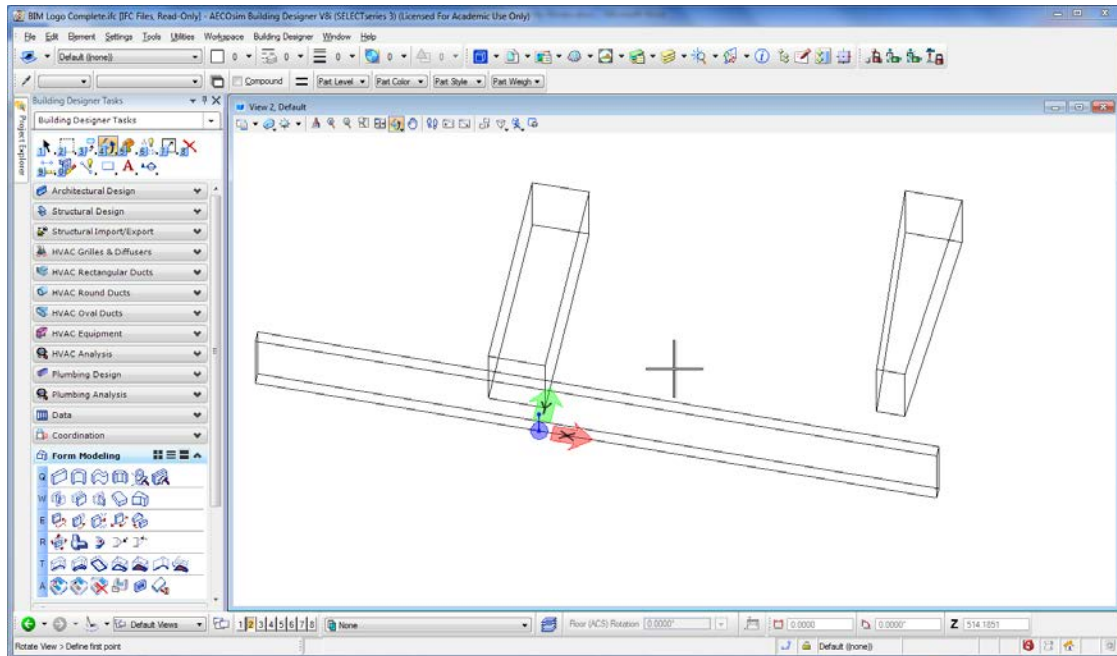 BIM Logo Complete.ifc [IFC Files, Read-Only] - AECOsim Building Designer V8i (SELECTseries 3) (Licensed For Academic Use Only)
File Edit Element Settings Tools Utilities Workspace Building Designer Window Help
Default ((none)) 0 0 0 0 0
Compound Part Level Part Color Part Style Part Weigh
Building Designer Tasks
Project Explorer
Building Designer Tasks
View 2, Default
Architectural Design
Structural Design
Structural Import/Export
HVAC Grilles & Diffusers
HVAC Rectangular Ducts
HVAC Round Ducts
HVAC Oval Ducts
HVAC Equipment
HVAC Analysis
Plumbing Design
Plumbing Analysis
Data
Coordination
Form Modeling
Q
W
E
R
T
A
Y
X
Default Views 1 2 3 4 5 6 7 8 None Floor (ACS) Rotation 0.0000° 0.0000 0.0000° Z 514.1851
Rotate View > Define first point Default ((none))